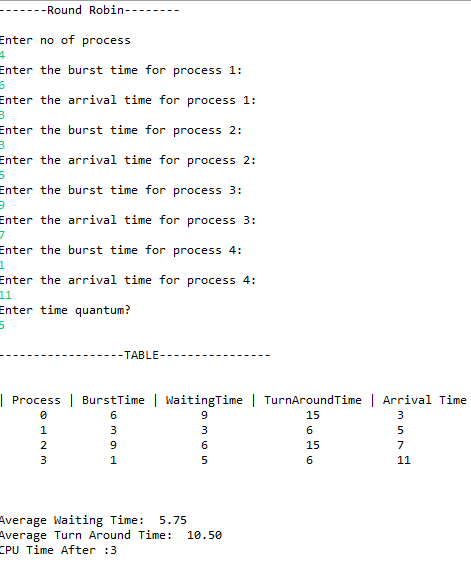 -------Round Robin--------
Enter no of process
4
Enter the burst time for process 1:
6
Enter the arrival time for process 1:
3
Enter the burst time for process 2:
3
Enter the arrival time for process 2:
5
Enter the burst time for process 3:
9
Enter the arrival time for process 3:
7
Enter the burst time for process 4:
1
Enter the arrival time for process 4:
11
Enter time quantum?
5
------------------TABLE----------------
| Process | BurstTime | WaitingTime | TurnAroundTime | Arrival Time
0 6 9 15 3
1 3 3 6 5
2 9 6 15 7
3 1 5 6 11
Average Waiting Time:  5.75
Average Turn Around Time:  10.50
CPU Time After :3